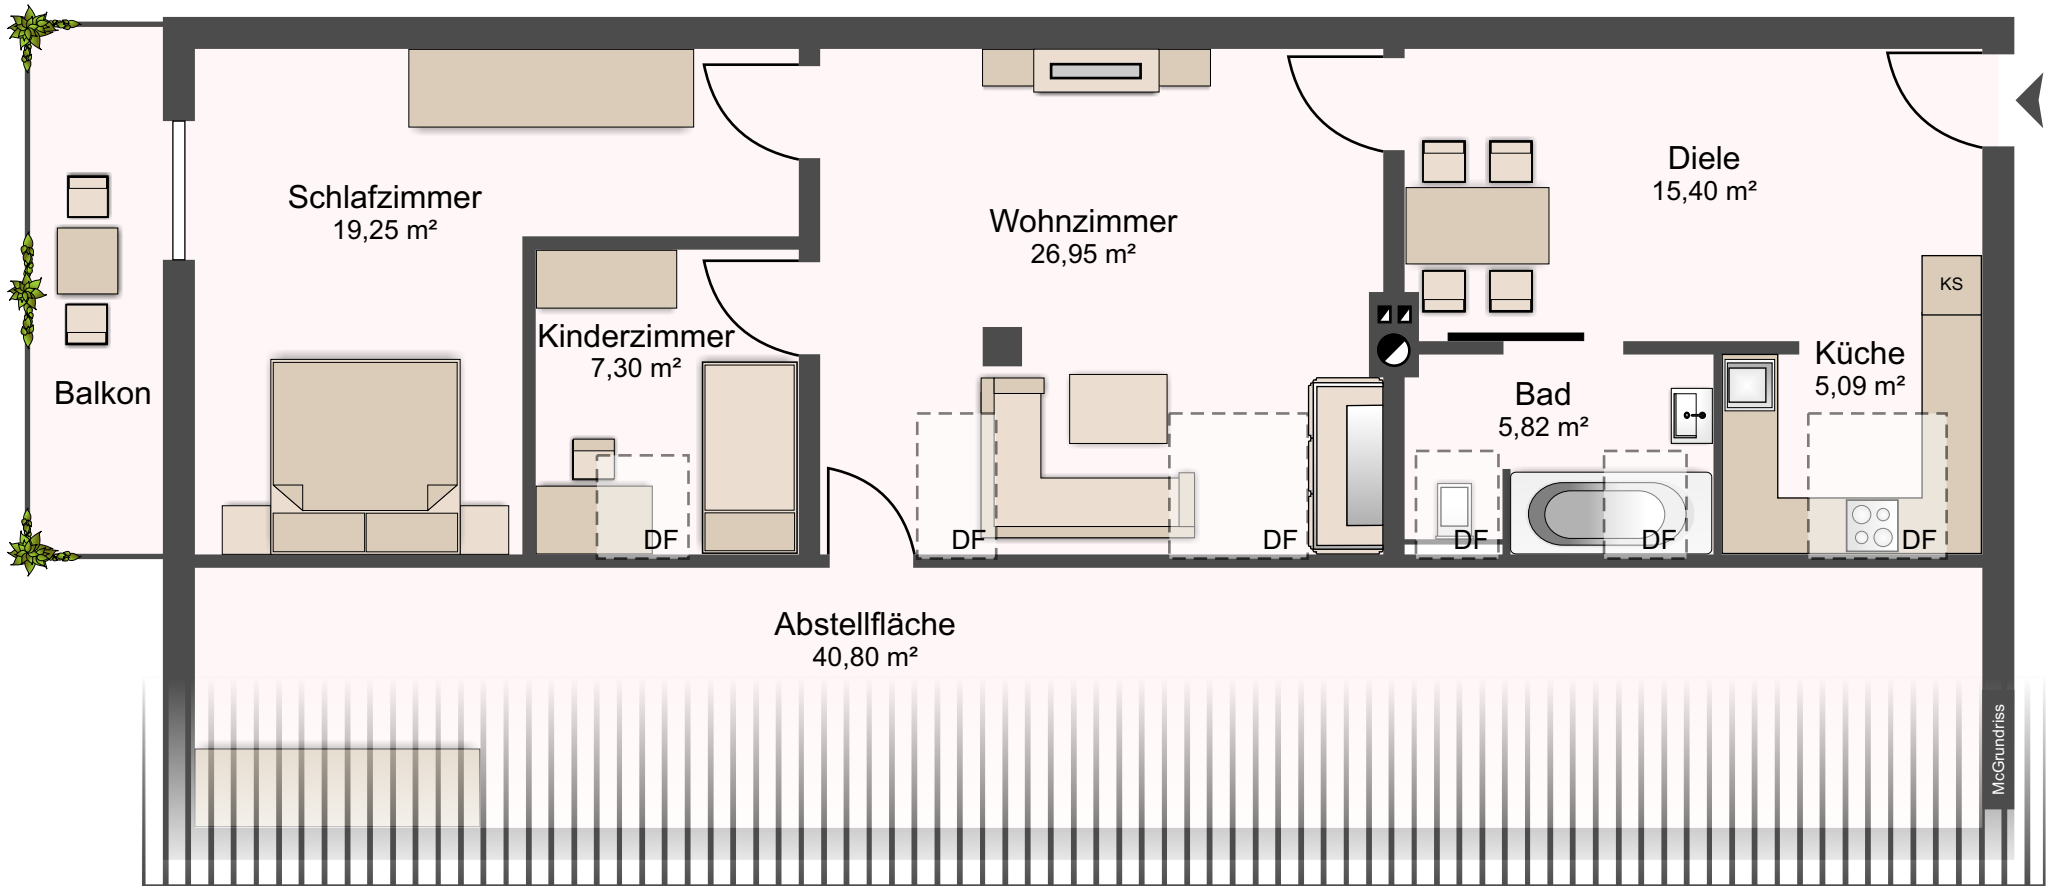 Diele
15,40 m²
Schlafzimmer
19,25 m²
Wohnzimmer
26,95 m²
KS
Kinderzimmer
7,30 m²
Küche
5,09 m²
Balkon
Bad
5,82 m²
DF
DF
DF
DF
DF
DF
Abstellfläche
40,80 m²
McGrundriss